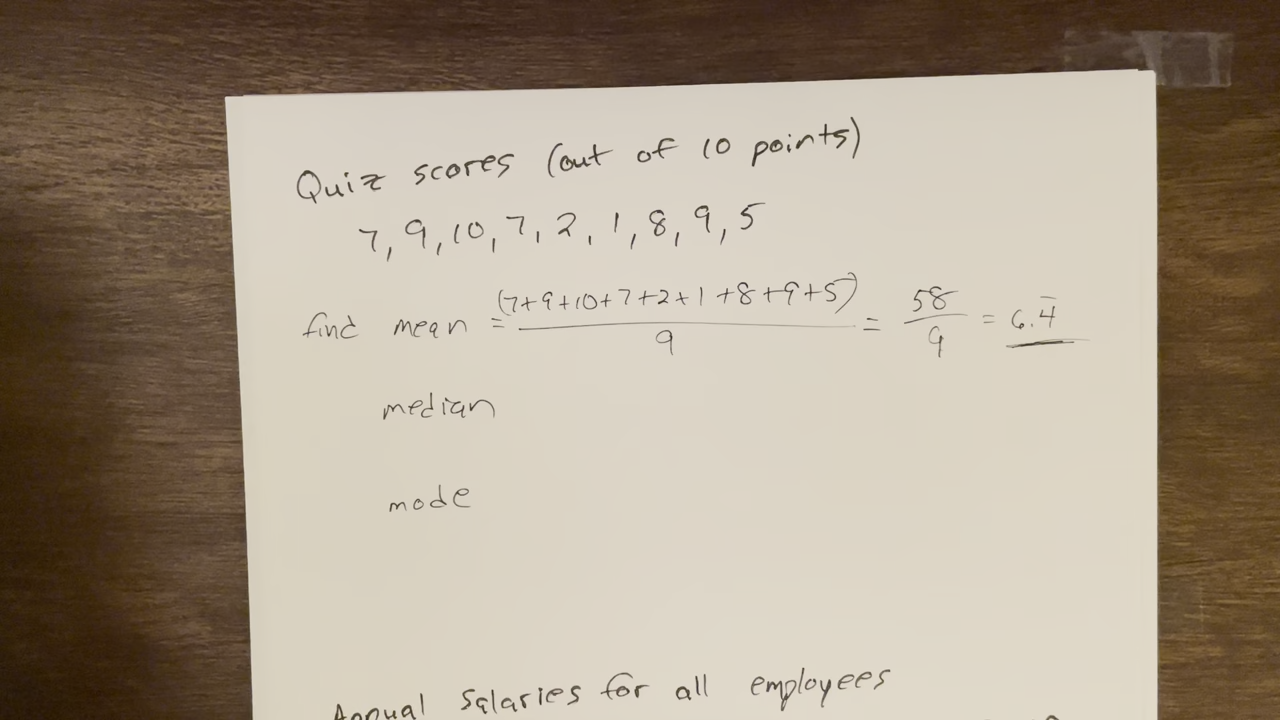 Quiz scores (out of 10 points)
7, 9, 10, 7, 2, 1, 8, 9, 5
find mean = (7+9+10+7+2+1+8+9+5)/9 = 58/9 = 6.4̅
median
mode
Annual salaries for all employees